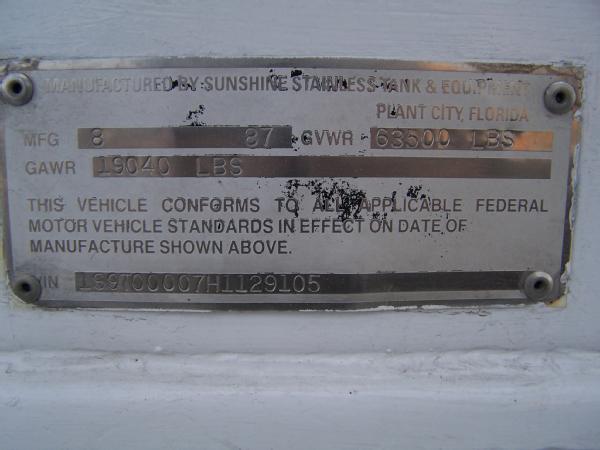 MANUFACTURED BY SUNSHINE STAINLESS TANK & EQUIPMENT
PLANT CITY, FLORIDA
MFG 8 87 GVWR 63500 LBS
GAWR 19040 LBS
THIS VEHICLE CONFORMS TO ALL APPLICABLE FEDERAL
MOTOR VEHICLE STANDARDS IN EFFECT ON DATE OF
MANUFACTURE SHOWN ABOVE.
VIN 1S9T00007H1129105